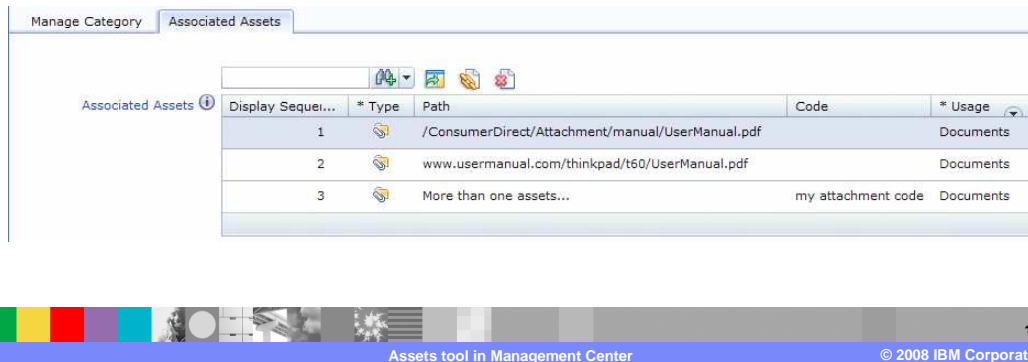 Manage Category Associated Assets
Associated Assets Display Sequen... * Type Path Code * Usage
1 /ConsumerDirect/Attachment/manual/UserManual.pdf Documents
2 www.usermanual.com/thinkpad/t60/UserManual.pdf Documents
3 More than one assets... my attachment code Documents
Assets tool in Management Center © 2008 IBM Corporat